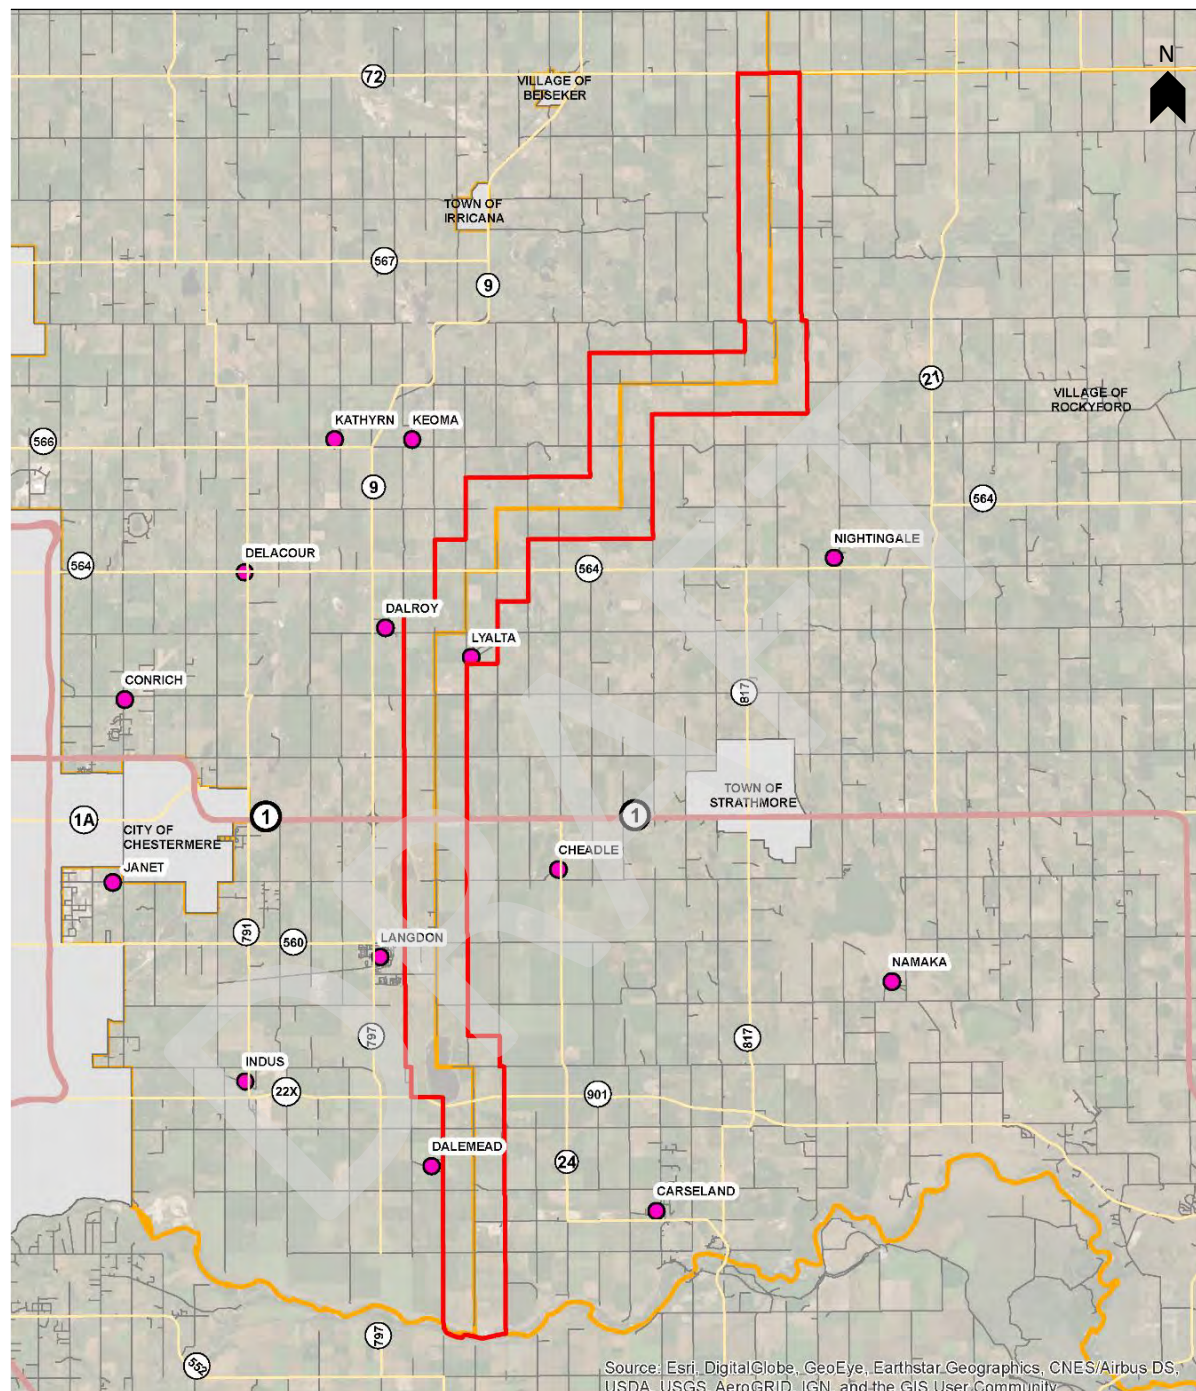 N
72
VILLAGE OF
BEISEKER
TOWN OF
IRRICANA
567
9
21
VILLAGE OF
ROCKYFORD
KATHYRN
KEOMA
566
9
564
NIGHTINGALE
DELACOUR
564
564
DALROY
LYALTA
CONRICH
817
TOWN OF
STRATHMORE
1A
1
1
CITY OF
CHESTERMERE
CHEADLE
JANET
791
560
LANGDON
NAMAKA
797
817
INDUS
22X
901
DALEMEAD
24
CARSELAND
797
552
DRAFT
Source: Esri, DigitalGlobe, GeoEye, Earthstar Geographics, CNES/Airbus DS,
USDA, USGS, AeroGRID, IGN, and the GIS User Community